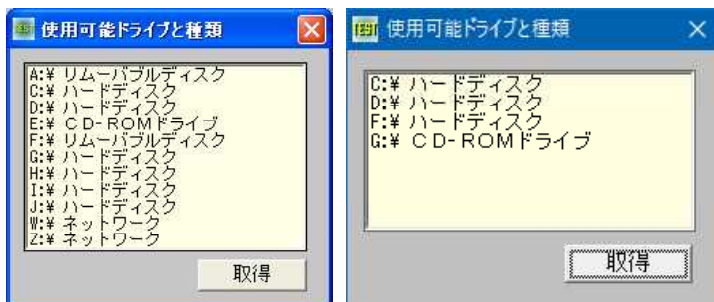 使用可能ドライブと種類
A:¥ リムーバブルディスク
C:¥ ハードディスク
D:¥ ハードディスク
E:¥ ＣＤ-ＲＯＭドライブ
F:¥ リムーバブルディスク
G:¥ ハードディスク
H:¥ ハードディスク
I:¥ ハードディスク
J:¥ ハードディスク
W:¥ ネットワーク
Z:¥ ネットワーク
取得
TEST 使用可能ドライブと種類
C:¥ ハードディスク
D:¥ ハードディスク
F:¥ ハードディスク
G:¥ ＣＤ-ＲＯＭドライブ
取得